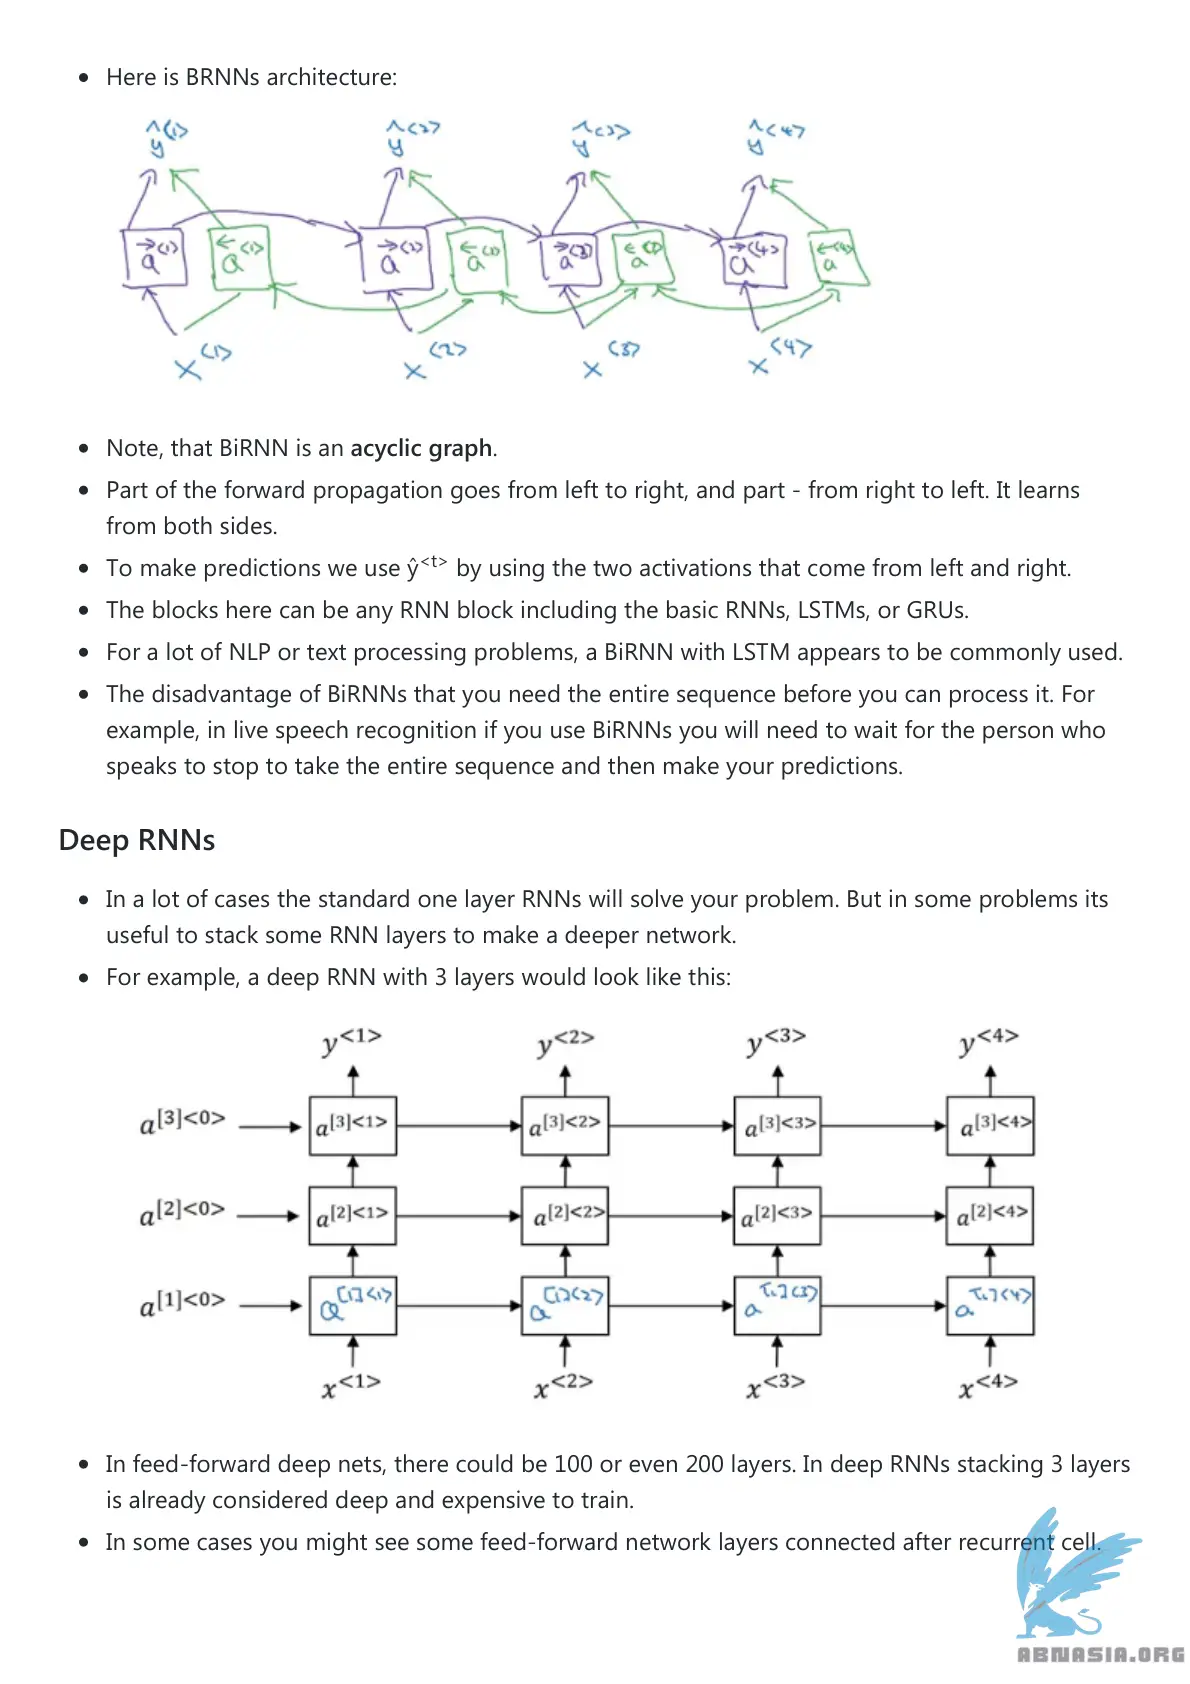 Here is BRNNs architecture:
ŷ<1> ŷ<2> ŷ<3> ŷ<4>
→a<1> ←a<1> →a<2> ←a<2> →a<3> ←a<3> →a<4> ←a<4>
x<1> x<2> x<3> x<4>
Note, that BiRNN is an acyclic graph.
Part of the forward propagation goes from left to right, and part - from right to left. It learns
from both sides.
To make predictions we use ŷ<t> by using the two activations that come from left and right.
The blocks here can be any RNN block including the basic RNNs, LSTMs, or GRUs.
For a lot of NLP or text processing problems, a BiRNN with LSTM appears to be commonly used.
The disadvantage of BiRNNs that you need the entire sequence before you can process it. For
example, in live speech recognition if you use BiRNNs you will need to wait for the person who
speaks to stop to take the entire sequence and then make your predictions.
Deep RNNs
In a lot of cases the standard one layer RNNs will solve your problem. But in some problems its
useful to stack some RNN layers to make a deeper network.
For example, a deep RNN with 3 layers would look like this:
y<1> y<2> y<3> y<4>
a[3]<0> a[3]<1> a[3]<2> a[3]<3> a[3]<4>
a[2]<0> a[2]<1> a[2]<2> a[2]<3> a[2]<4>
a[1]<0> a[1]<1> a[1]<2> a[1]<3> a[1]<4>
x<1> x<2> x<3> x<4>
In feed-forward deep nets, there could be 100 or even 200 layers. In deep RNNs stacking 3 layers
is already considered deep and expensive to train.
In some cases you might see some feed-forward network layers connected after recurrent cell.
ABNASIA.ORG